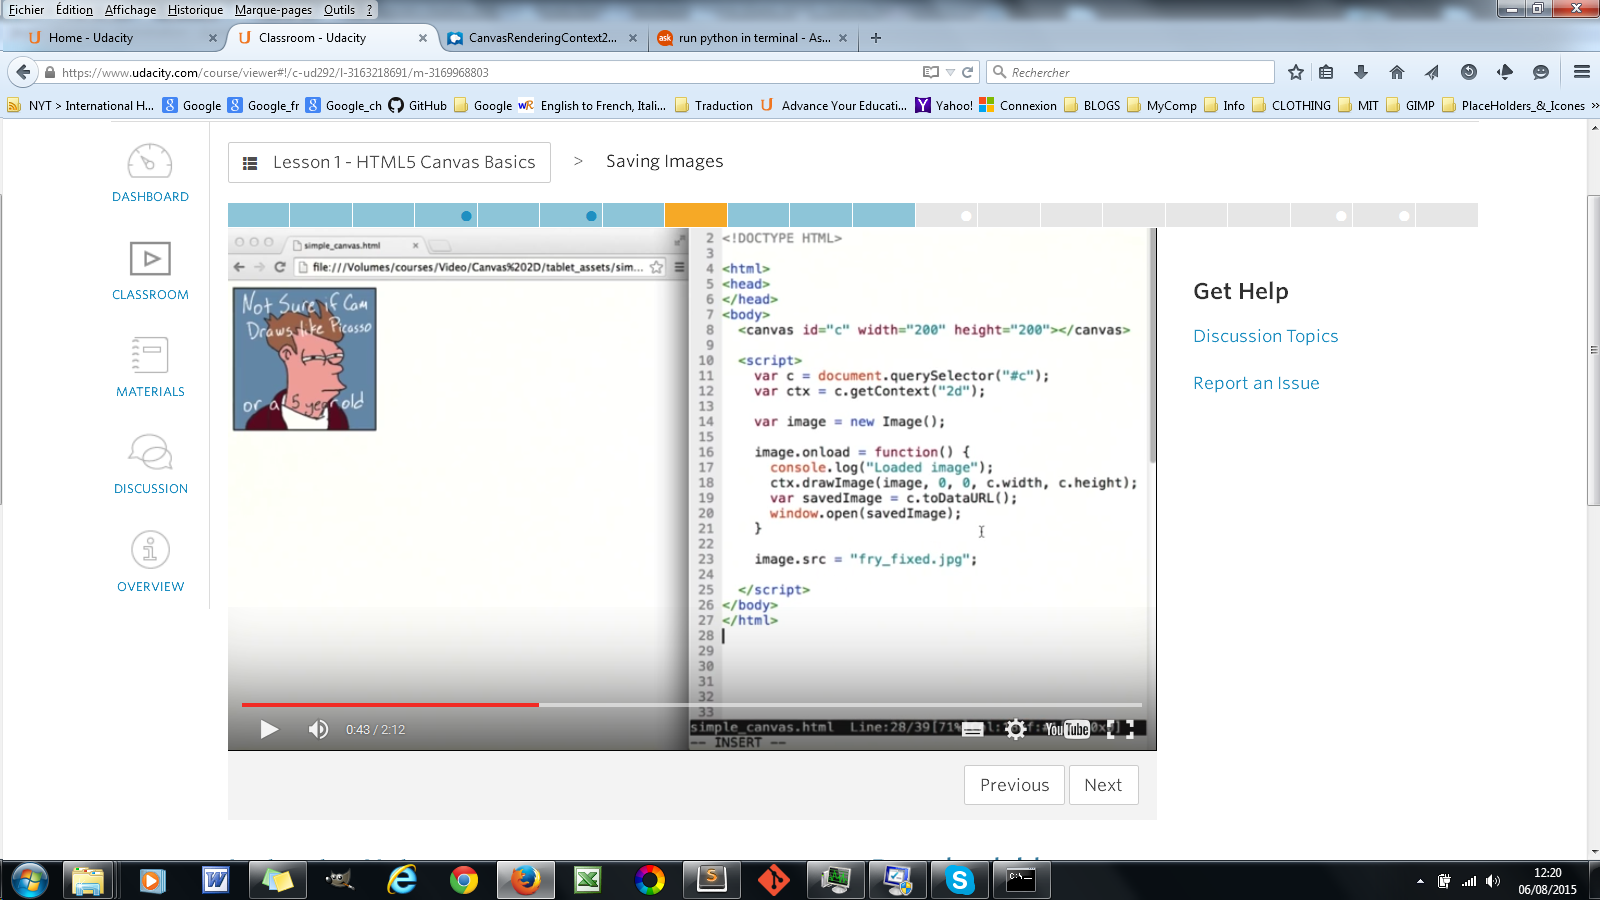 Fichier Édition Affichage Historique Marque-pages Outils ?
Home - Udacity
Classroom - Udacity
CanvasRenderingContext2...
run python in terminal - As...
https://www.udacity.com/course/viewer#!/c-ud292/l-3163218691/m-3169968803
Rechercher
NYT > International H... Google Google_fr Google_ch GitHub Google English to French, Itali... Traduction Advance Your Educati... Yahoo! Connexion BLOGS MyComp Info CLOTHING MIT GIMP PlaceHolders_&_Icones »
DASHBOARD
CLASSROOM
MATERIALS
DISCUSSION
OVERVIEW
Lesson 1 - HTML5 Canvas Basics > Saving Images
simple_canvas.html
file:///Volumes/courses/Video/Canvas%202D/tablet_assets/sim...
Not Sure if Cam
Draws like Picasso
or a 5 year old
2 <!DOCTYPE HTML>
3
4 <html>
5 <head>
6 </head>
7 <body>
8 <canvas id="c" width="200" height="200"></canvas>
9
10 <script>
11 var c = document.querySelector("#c");
12 var ctx = c.getContext("2d");
13
14 var image = new Image();
15
16 image.onload = function() {
17 console.log("Loaded image");
18 ctx.drawImage(image, 0, 0, c.width, c.height);
19 var savedImage = c.toDataURL();
20 window.open(savedImage);
21 }
22
23 image.src = "fry_fixed.jpg";
24
25 </script>
26 </body>
27 </html>
28
29
30
31
32
33
simple_canvas.html Line:28/39[71%
-- INSERT --
0:43 / 2:12
YouTube
Previous
Next
Get Help
Discussion Topics
Report an Issue
12:20
06/08/2015